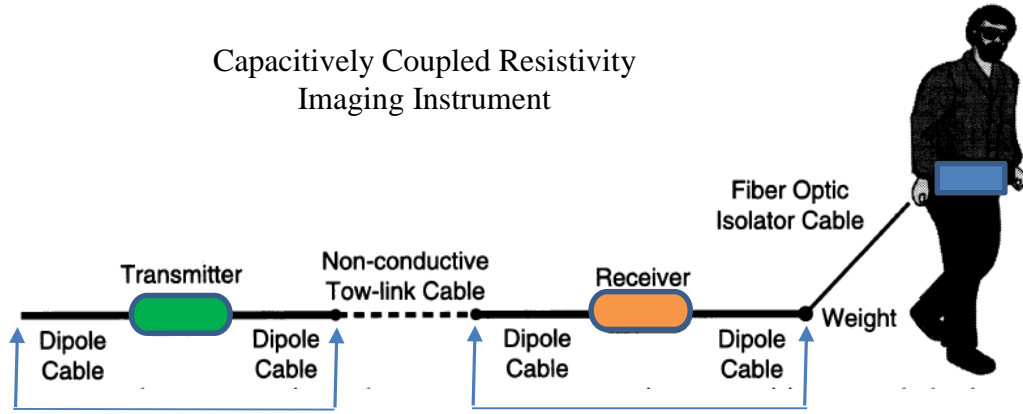 Capacitively Coupled Resistivity
Imaging Instrument
Fiber Optic
Isolator Cable
Transmitter
Non-conductive
Tow-link Cable
Receiver
Weight
Dipole
Cable
Dipole
Cable
Dipole
Cable
Dipole
Cable